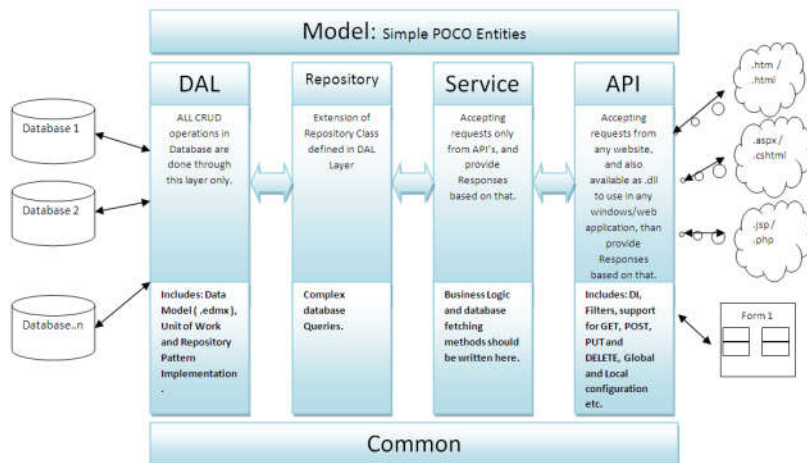 Model: Simple POCO Entities
Database 1
Database 2
Database..n
DAL
ALL CRUD
operations in
Database are
done through
this layer only.
Includes: Data
Model ( .edmx ),
Unit of Work
and Repository
Pattern
Implementation
.
Repository
Extension of
Repository Class
defined in DAL
Layer
Complex
database
Queries.
Service
Accepting
requests only
from API's, and
provide
Responses
based on that.
Business Logic
and database
fetching
methods should
be written here.
API
Accepting
requests from
any website, and
also available as .dll
to use in any
windows/web
application, than
provide
Responses
based on that.
Includes: DI,
Filters, support
for GET, POST,
PUT and
DELETE, Global
and Local
configuration
etc.
.htm /
.html
.aspx /
.cshtml
.jsp /
.php
Form 1
Common